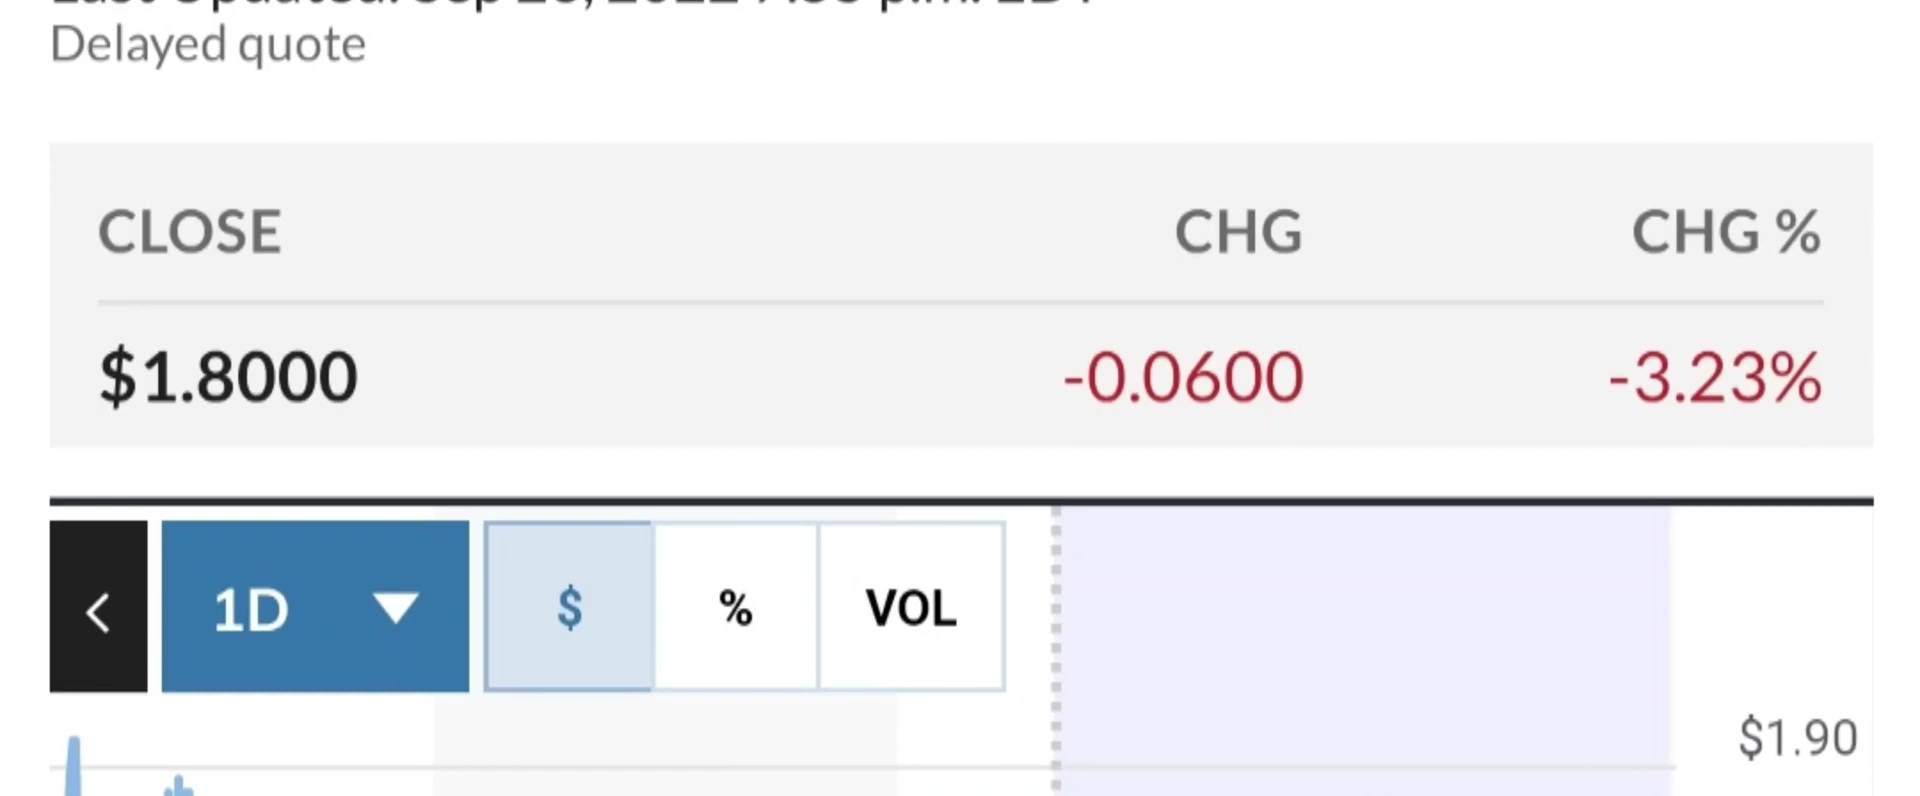 Delayed quote
CLOSE CHG CHG %
$1.8000 -0.0600 -3.23%
1D $ % VOL
$1.90